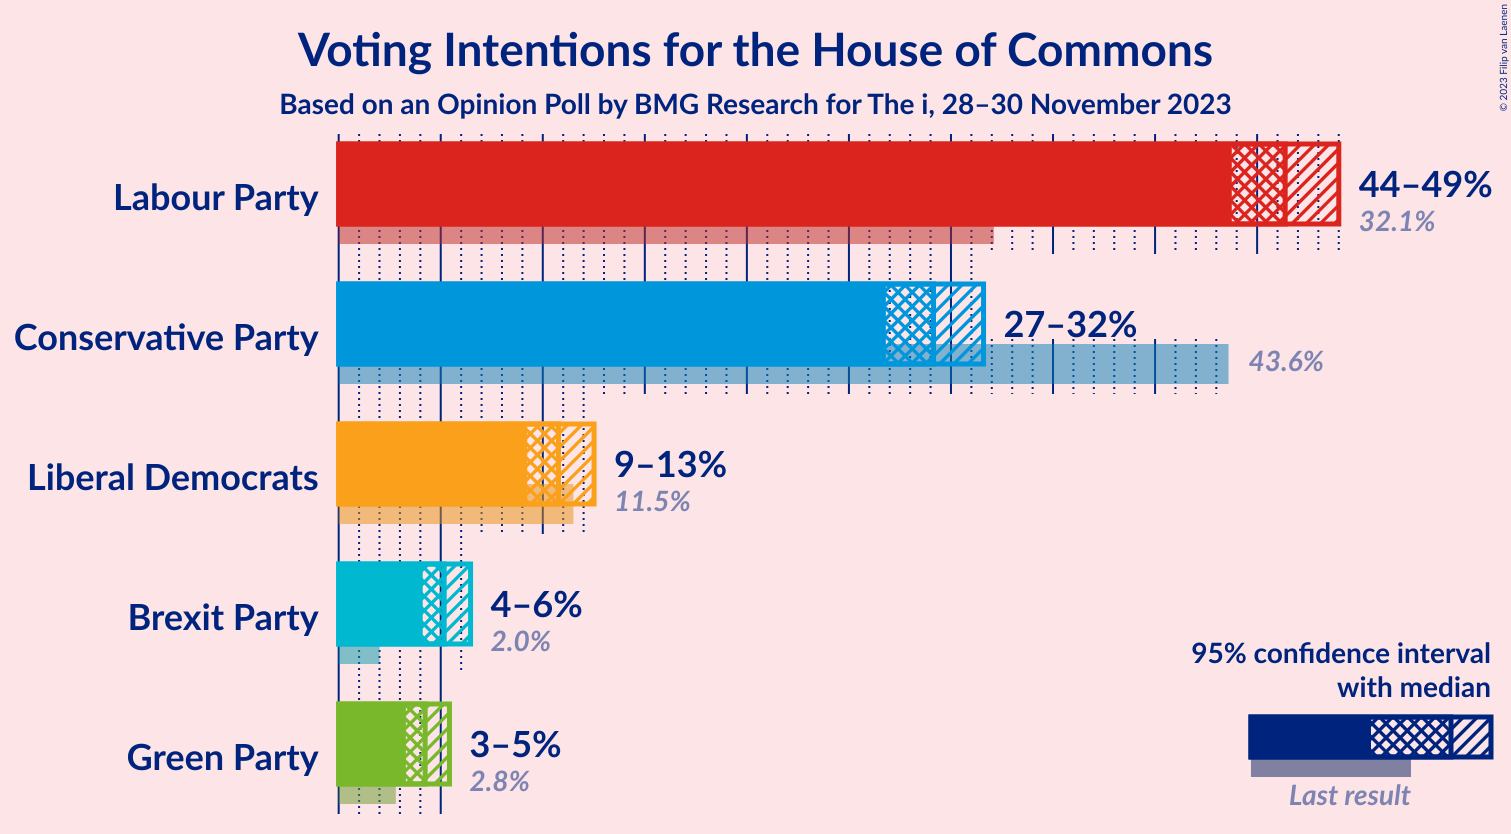 Voting Intentions for the House of Commons
Based on an Opinion Poll by BMG Research for The i, 28–30 November 2023
© 2023 Filip van Laenen
Labour Party
44–49%
32.1%
Conservative Party
27–32%
43.6%
Liberal Democrats
9–13%
11.5%
Brexit Party
4–6%
2.0%
Green Party
3–5%
2.8%
95% confidence interval
with median
Last result